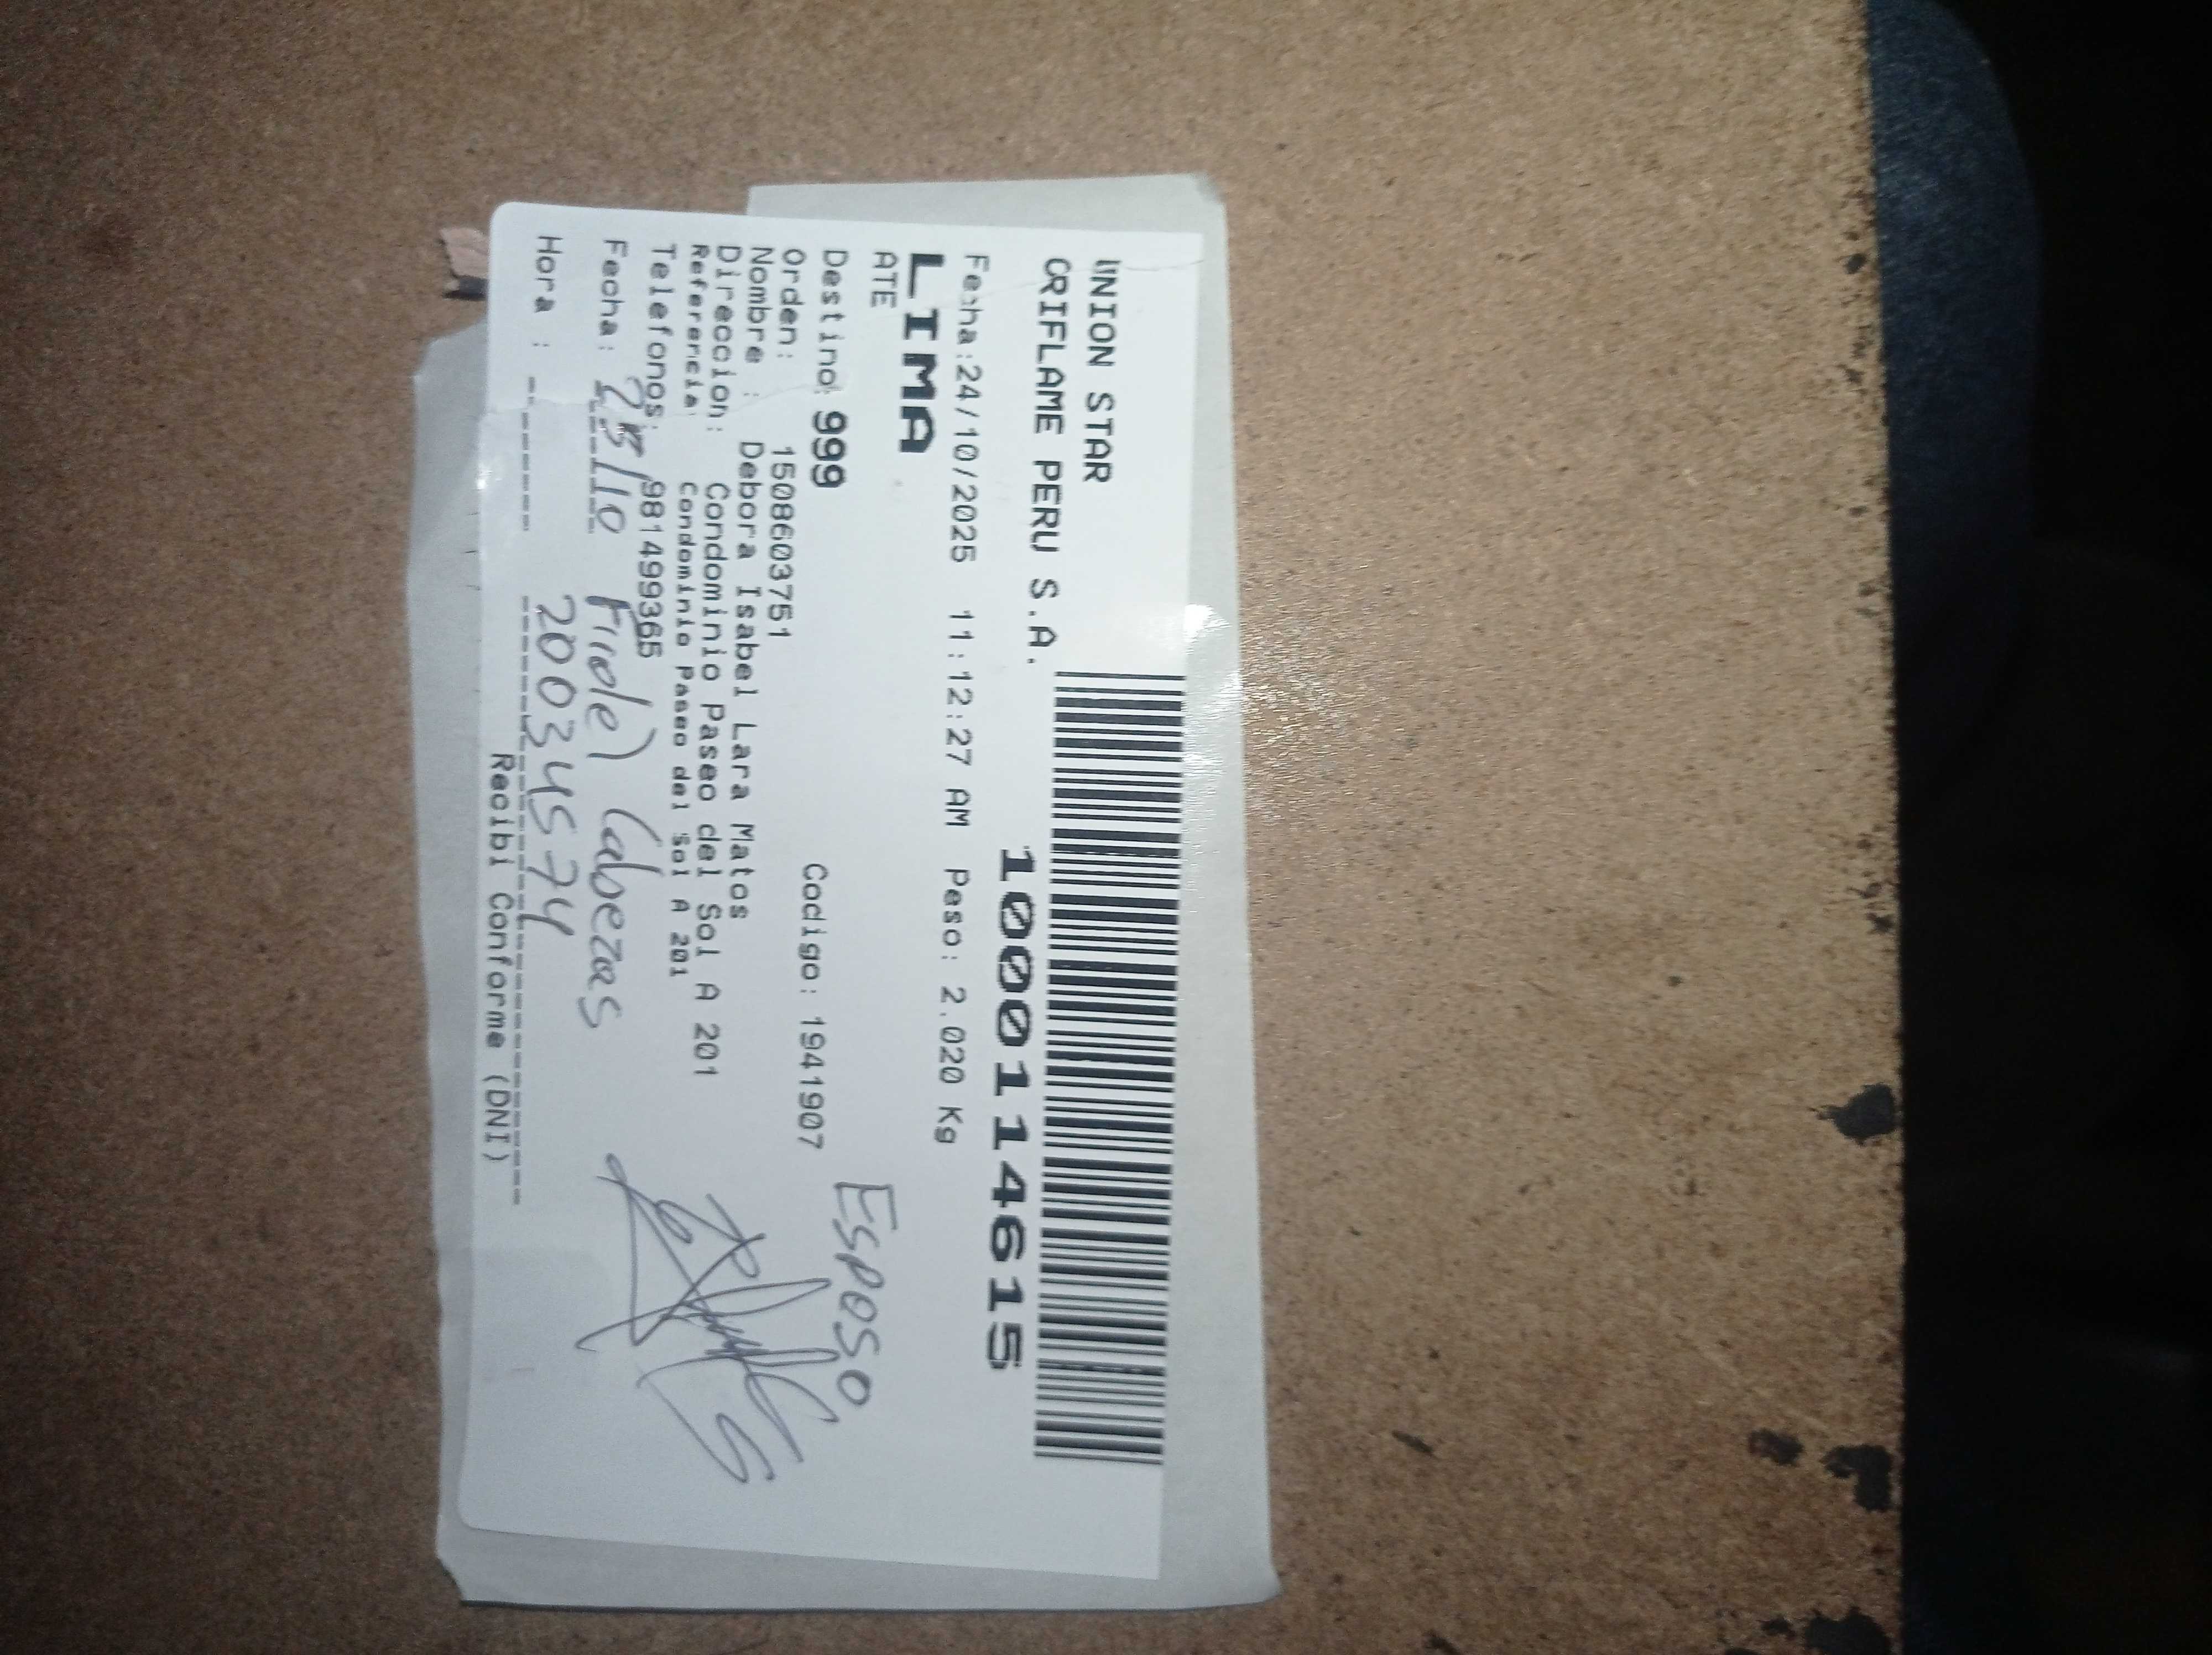 UNION STAR
ORIFLAME PERU S.A.
10001146615
Fecha:24/10/2025 11:12:27 AM Peso: 2.020 Kg
LIMA
ATE
Esposo
Destino: 999 Codigo: 1941907
Orden: 1508603751
Nombre : Debora Isabel Lara Matos
Direccion: Condominio Paseo del Sol A 201
Referencia: Condominio Paseo del Sol A 201
Telefonos: 981499365
Fecha: 25/10 Fidel Cabezas
Hora : 20034574
Recibi Conforme (DNI)